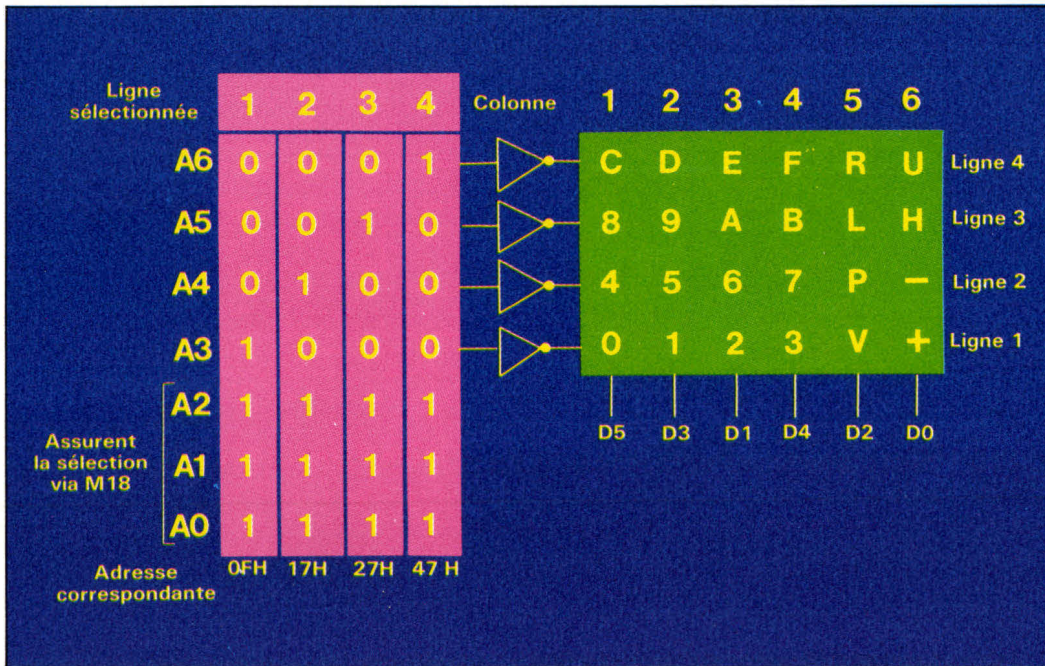 Ligne sélectionnée 1 2 3 4 Colonne 1 2 3 4 5 6
A6 0 0 0 1 C D E F R U Ligne 4
A5 0 0 1 0 8 9 A B L H Ligne 3
A4 0 1 0 0 4 5 6 7 P – Ligne 2
A3 1 0 0 0 0 1 2 3 V + Ligne 1
A2 1 1 1 1
D5 D3 D1 D4 D2 D0
Assurent
la sélection
via M18
A1 1 1 1 1
A0 1 1 1 1
Adresse
correspondante
0FH 17H 27H 47 H